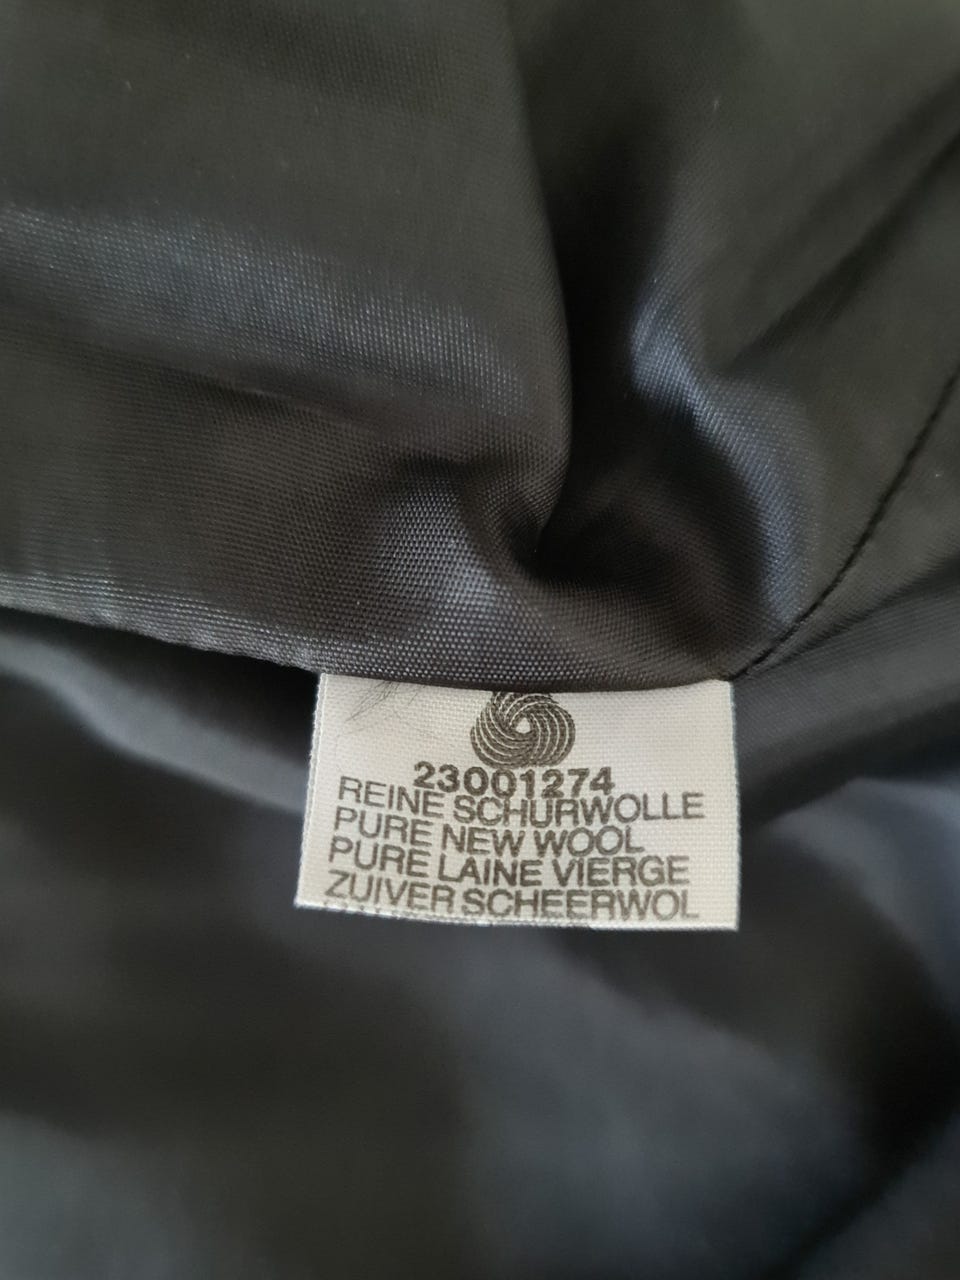 23001274
REINE SCHURWOLLE
PURE NEW WOOL
PURE LAINE VIERGE
ZUIVER SCHEERWOL